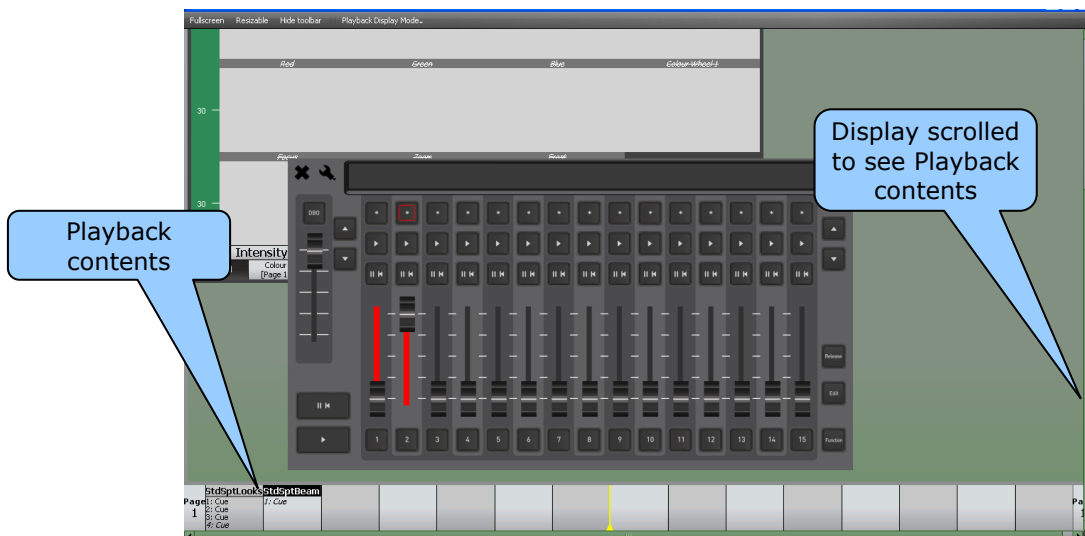 Fullscreen Resizable Hide toolbar Playback Display Mode
Red Green Blue Colour Wheel 1
30
Focus Zoom
30
Display scrolled
to see Playback
contents
DBO
Playback
contents
Intensity
Colour
[Page 1
Release
Edit
1 2 3 4 5 6 7 8 9 10 11 12 13 14 15 Function
StdSptLooks StdSptBeam
Page 1: Cue 1: Cue Pa
1 2: Cue 1
3: Cue
4: Cue